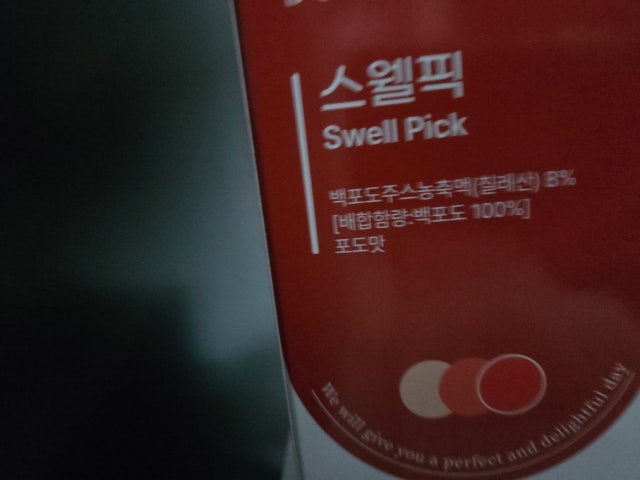 스웰픽
Swell Pick
백포도주스농축액(칠레산) 8%
[배합함량:백포도 100%]
포도맛
We will give you a perfect and delightful day